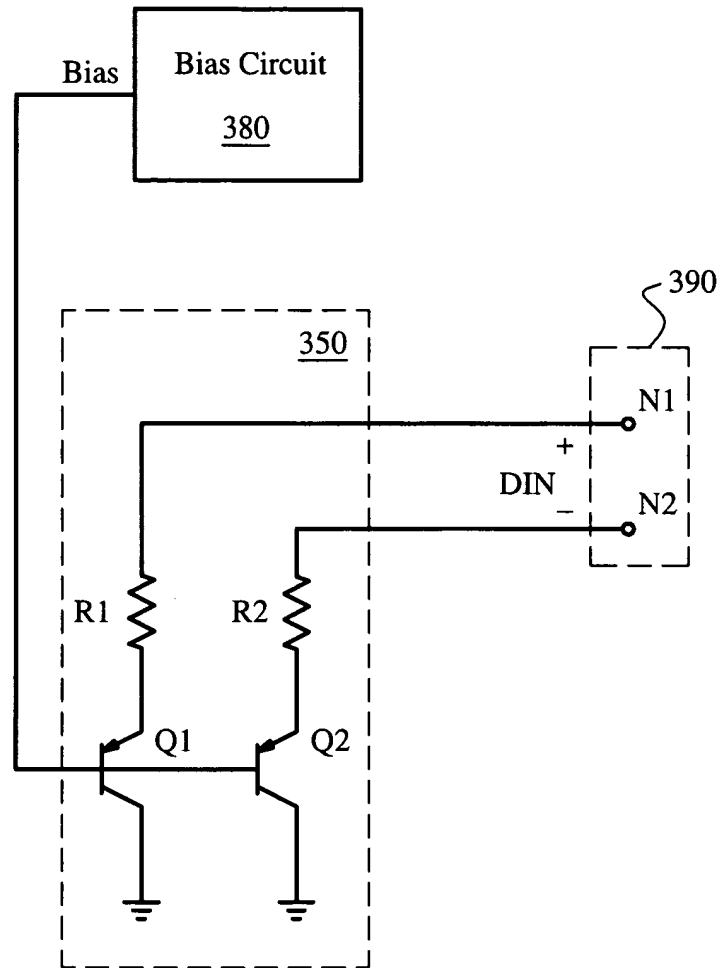 Bias
Bias Circuit
380
390
350
N1
+
DIN
N2
−
R1
R2
Q1
Q2